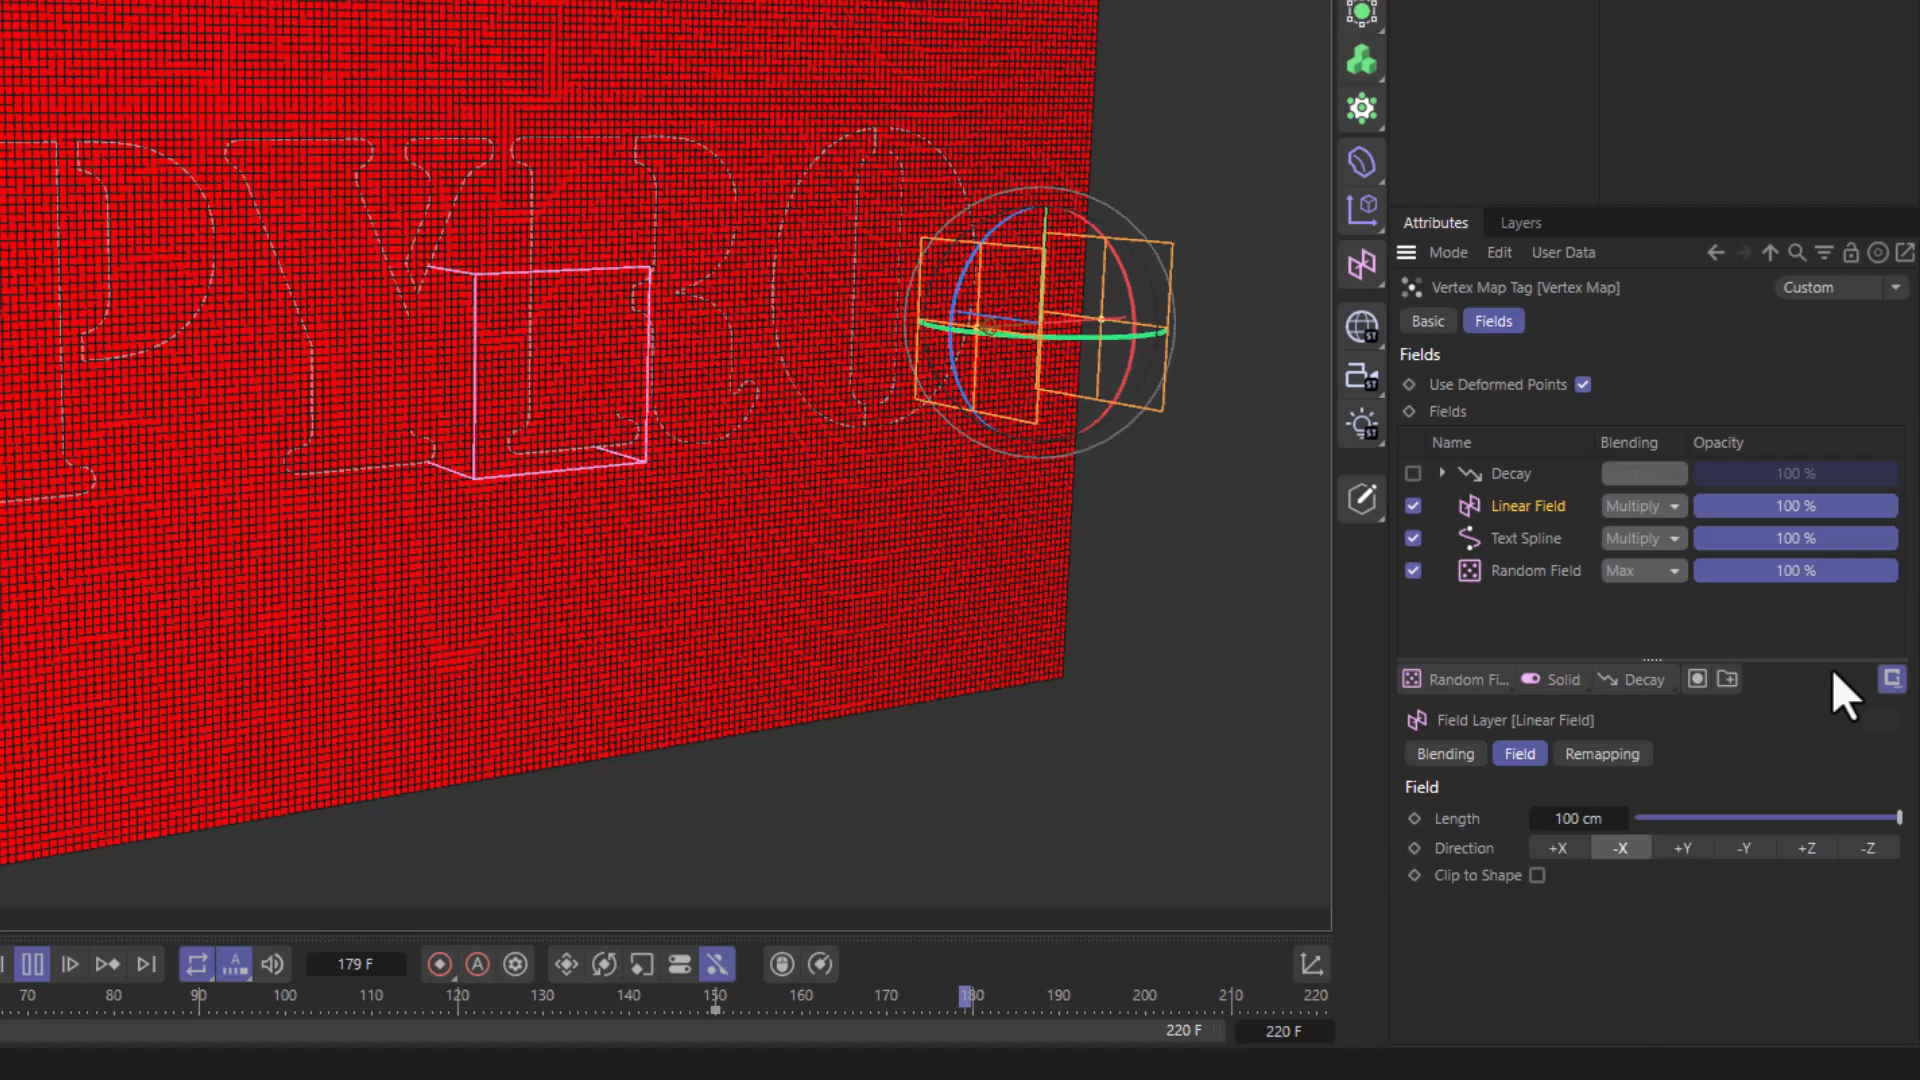 Attributes Layers
Mode Edit User Data
Vertex Map Tag [Vertex Map] Custom
Basic Fields
Fields
Use Deformed Points
Fields
Name Blending Opacity
Decay 100 %
Linear Field Multiply 100 %
Text Spline Multiply 100 %
Random Field Max 100 %
Random Fi... Solid Decay
Field Layer [Linear Field]
Blending Field Remapping
Field
Length 100 cm
Direction +X -X +Y -Y +Z -Z
Clip to Shape
179 F
70 80 90 100 110 120 130 140 150 160 170 180 190 200 210 220
220 F 220 F